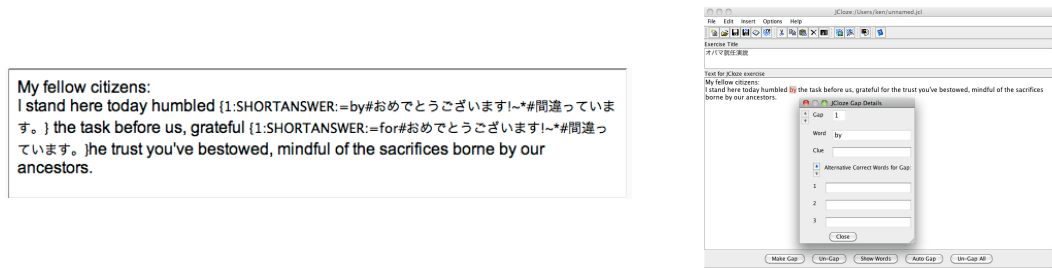 My fellow citizens:
I stand here today humbled {1:SHORTANSWER:=by#おめでとうございます!~*#間違っていま
す。} the task before us, grateful {1:SHORTANSWER:=for#おめでとうございます!~*#間違っ
ています。}he trust you've bestowed, mindful of the sacrifices borne by our
ancestors.
JCloze:/Users/ken/unnamed.jcl
File Edit Insert Options Help
Exercise Title
オバマ就任演説
Text for JCloze exercise
My fellow citizens:
I stand here today humbled by the task before us, grateful for the trust you've bestowed, mindful of the sacrifices
borne by our ancestors.
JCloze Gap Details
Gap 1
Word by
Clue
Alternative Correct Words for Gap:
1
2
3
Close
Make Gap Un-Gap Show Words Auto Gap Un-Gap All